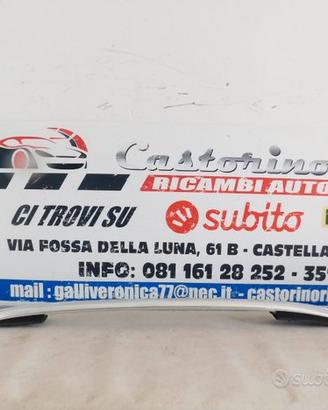 Castorino
RICAMBI AUTO
CI TROVI SU subito
VIA FOSSA DELLA LUNA, 61 B - CASTELLA
INFO: 081 161 28 252 - 35
mail : galliveronica77@pec.it - castorinor
subito